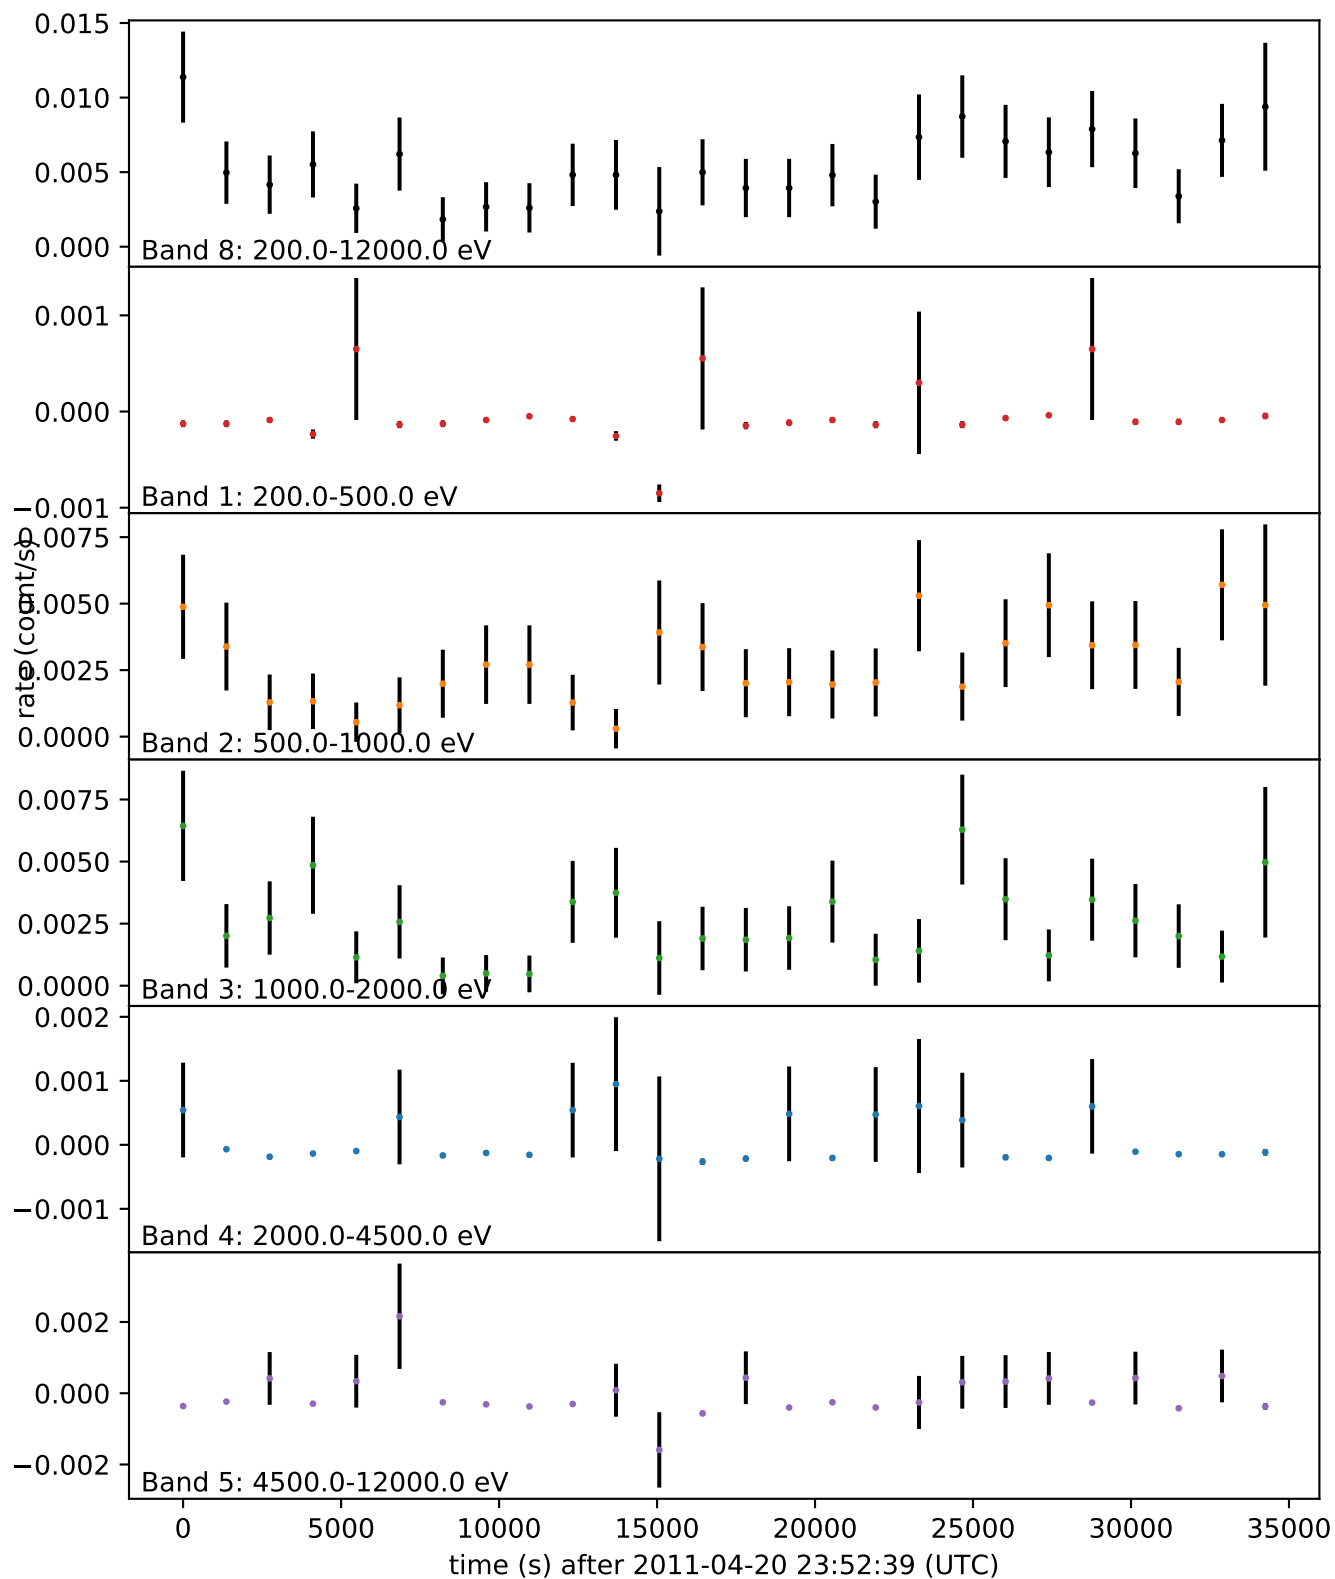 0.015
0.010
0.005
0.000
Band 8: 200.0-12000.0 eV
0.001
0.000
−0.001
Band 1: 200.0-500.0 eV
rate (count/s)
0.0075
0.0050
0.0025
0.0000
Band 2: 500.0-1000.0 eV
0.0075
0.0050
0.0025
0.0000
Band 3: 1000.0-2000.0 eV
0.002
0.001
0.000
−0.001
Band 4: 2000.0-4500.0 eV
0.002
0.000
−0.002
Band 5: 4500.0-12000.0 eV
0 5000 10000 15000 20000 25000 30000 35000
time (s) after 2011-04-20 23:52:39 (UTC)